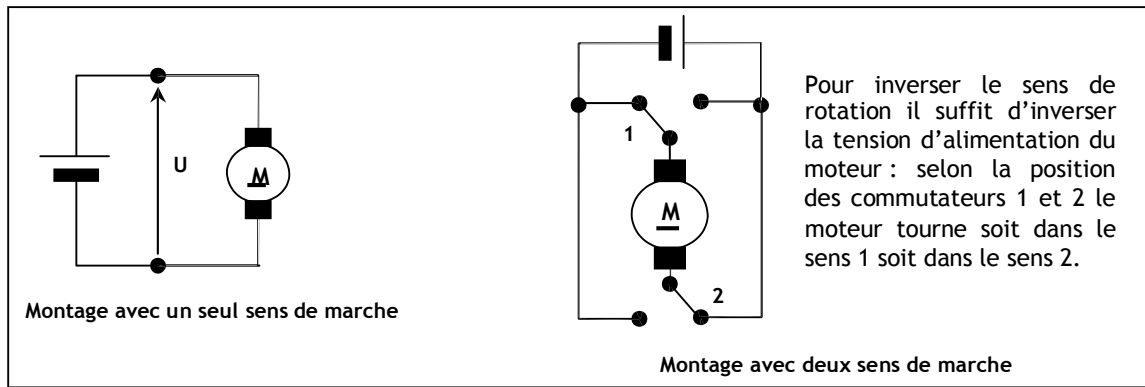 U
M
Montage avec un seul sens de marche
1
M
2
Montage avec deux sens de marche
Pour inverser le sens de
rotation il suffit d’inverser
la tension d’alimentation du
moteur : selon la position
des commutateurs 1 et 2 le
moteur tourne soit dans le
sens 1 soit dans le sens 2.